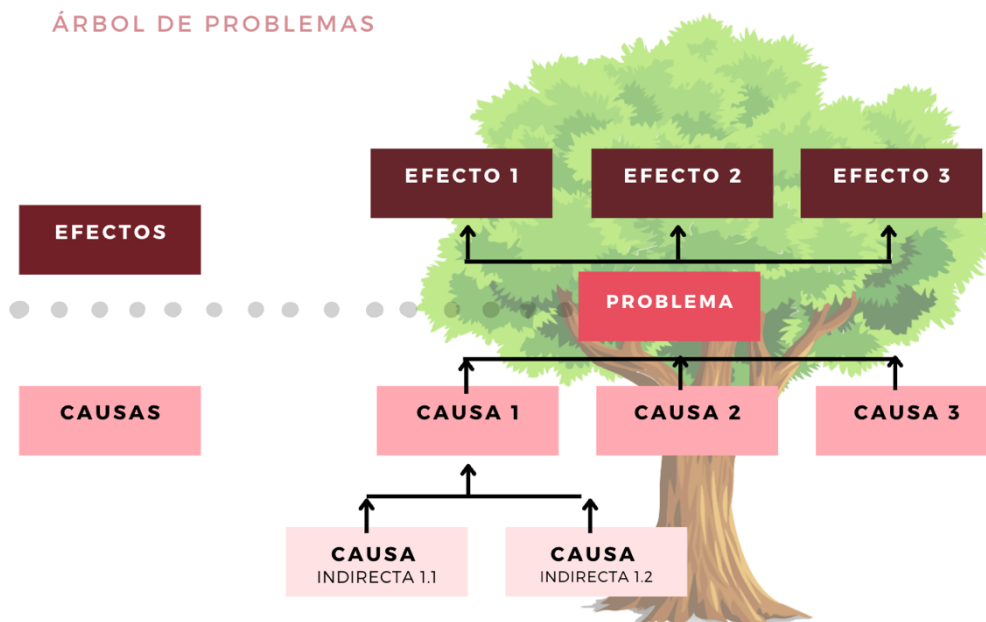 ÁRBOL DE PROBLEMAS
EFECTO 1
EFECTO 2
EFECTO 3
EFECTOS
PROBLEMA
CAUSAS
CAUSA 1
CAUSA 2
CAUSA 3
CAUSA
INDIRECTA 1.1
CAUSA
INDIRECTA 1.2